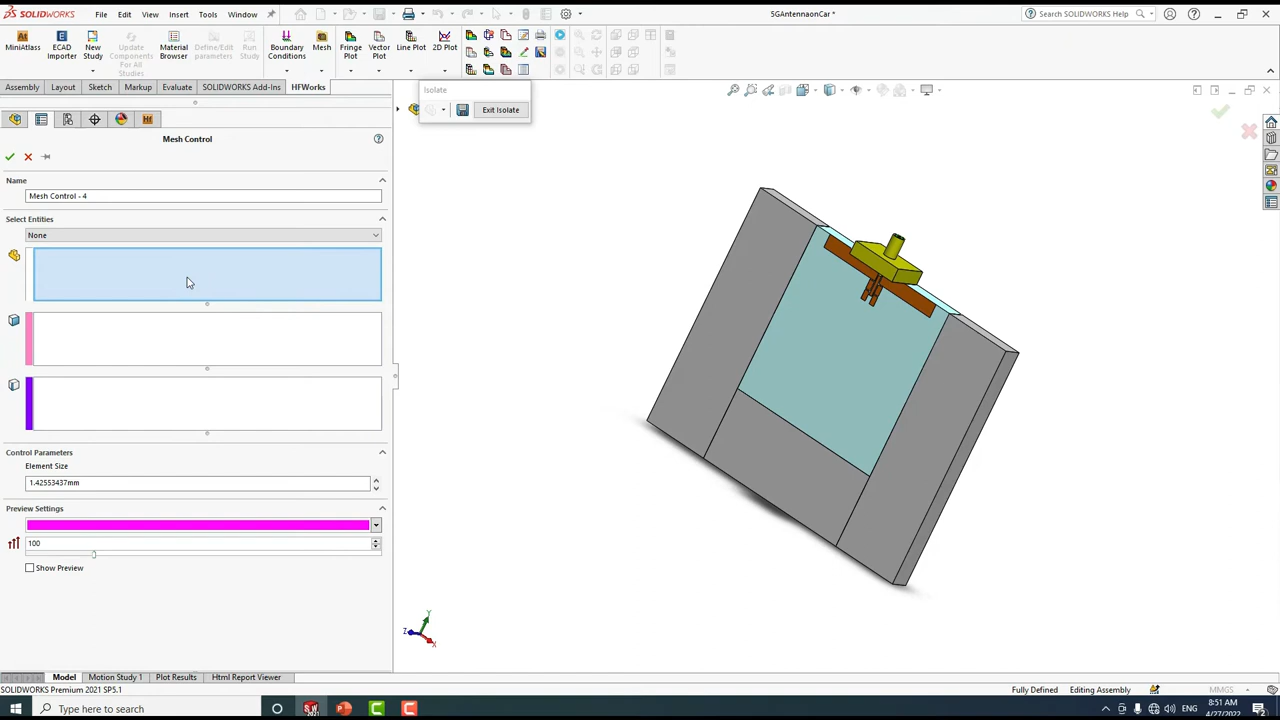 SOLIDWORKS File Edit View Insert Tools Window 5GAntennaonCar * Search SOLIDWORKS Help
MiniAtlass ECAD Importer New Study Update Components For All Studies Material Browser Define/Edit parameters Run Study Boundary Conditions Mesh Fringe Plot Vector Plot Line Plot 2D Plot
Assembly Layout Sketch Markup Evaluate SOLIDWORKS Add-Ins HFWorks
Isolate
Exit Isolate
Mesh Control
Name
Mesh Control - 4
Select Entities
None
Control Parameters
Element Size
1.42553437mm
Preview Settings
100
Show Preview
Y
Z
X
Model Motion Study 1 Plot Results Html Report Viewer
SOLIDWORKS Premium 2021 SP5.1 Fully Defined Editing Assembly MMGS
Type here to search ENG 8:51 AM
4/27/2022